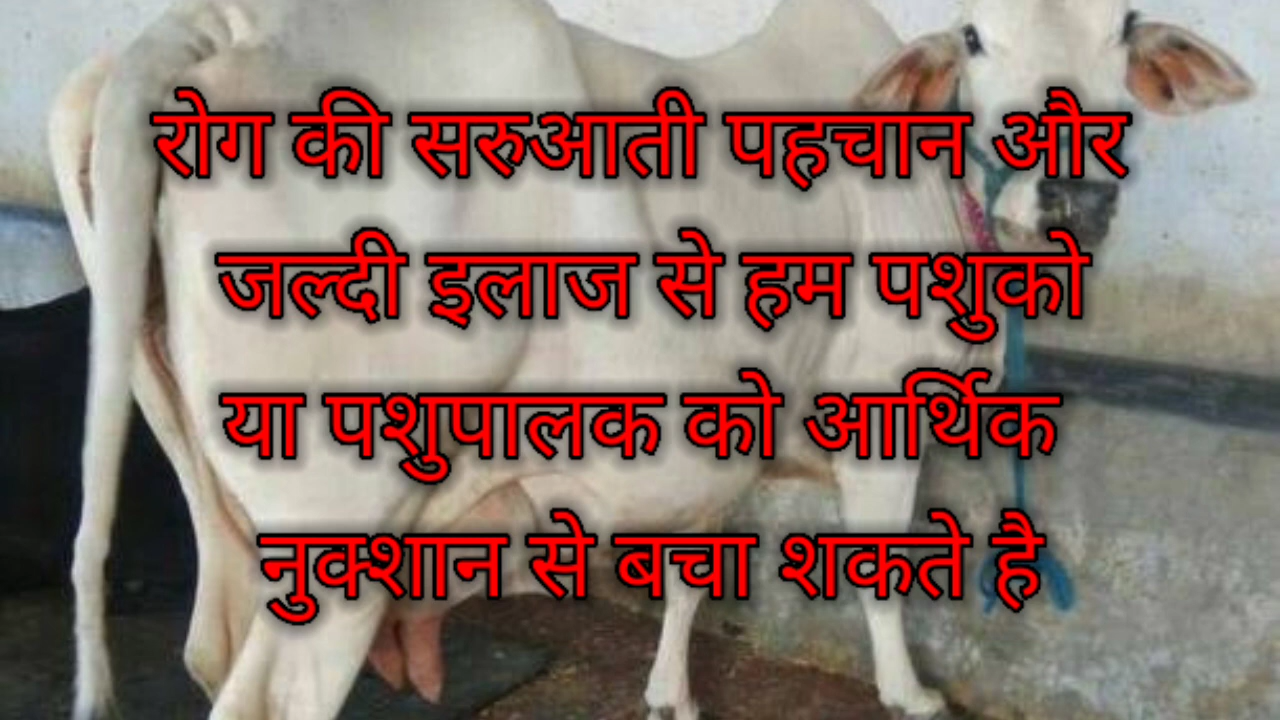 रोग की सरुआती पहचान और
जल्दी इलाज से हम पशुको
या पशुपालक को आर्थिक
नुक्शान से बचा शकते है